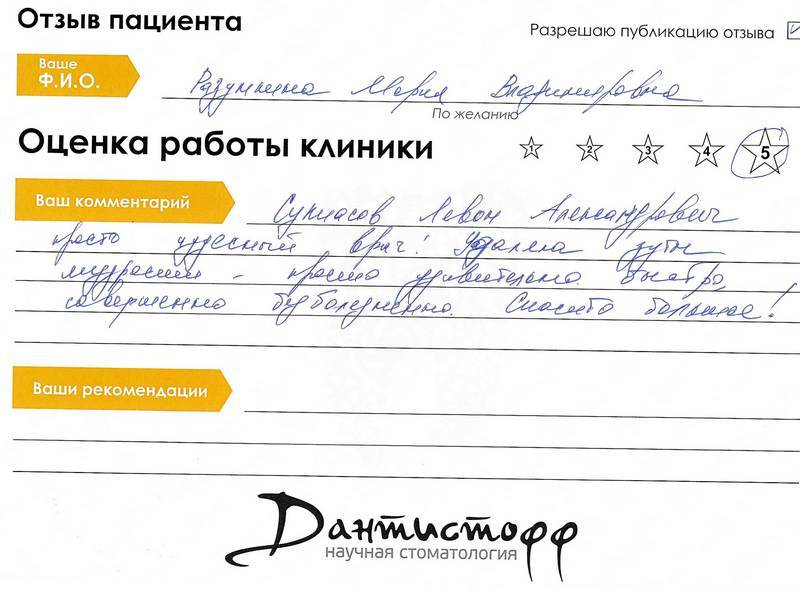 Отзыв пациента
Разрешаю публикацию отзыва
Ваше
Ф.И.О.
Разумнина Мария Владимировна
По желанию
Оценка работы клиники
1 2 3 4 5
Ваш комментарий
Сукиасов Левон Александрович
просто чудесный врач! Удаляла зубы
мудрости - просто удивительно быстро,
совершенно безболезненно. Спасибо большое!
Ваши рекомендации
Дантистофф
научная стоматология